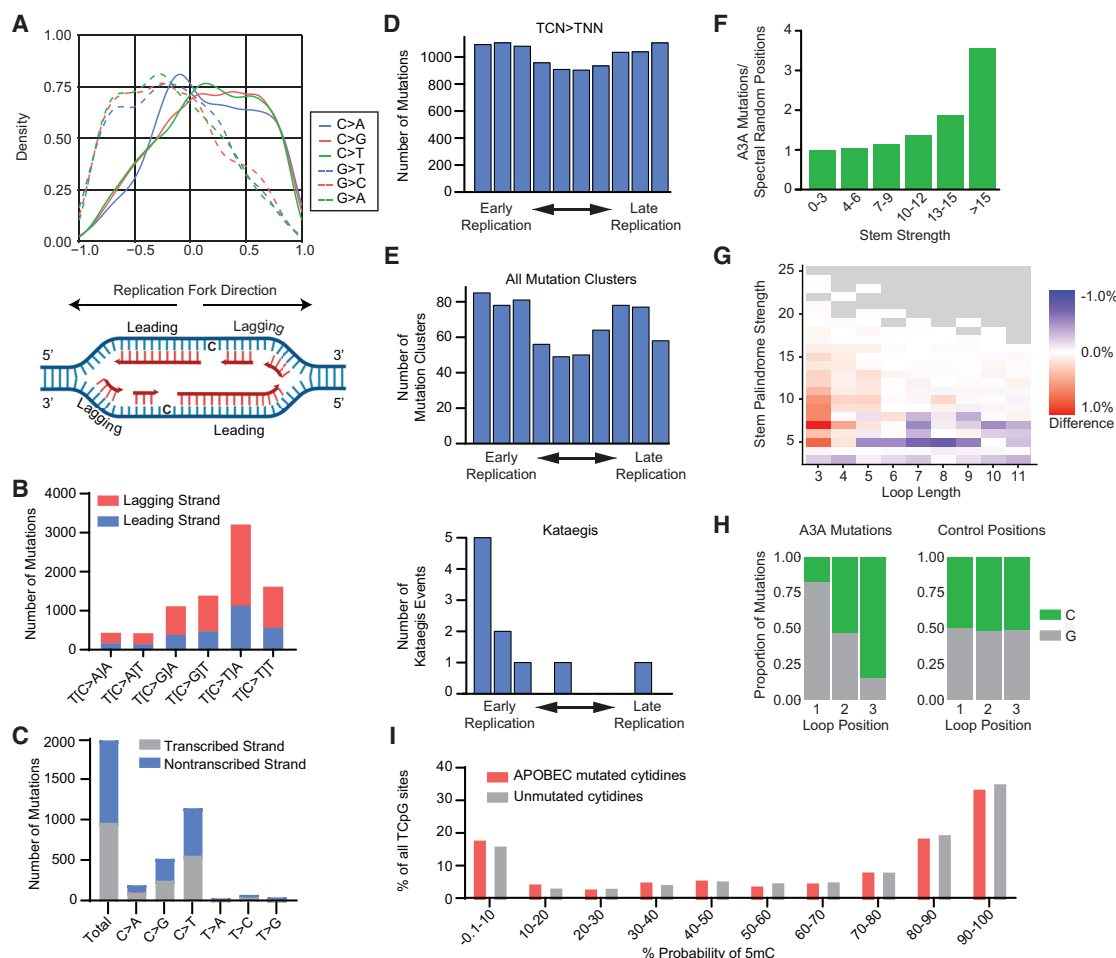 A
1.00
0.75
0.50
0.25
0.00
Density
−1.0
−0.5
0.0
0.5
1.0
C>A
C>G
C>T
G>T
G>C
G>A
Replication Fork Direction
Leading
Lagging
C
5'
3'
3'
5'
Lagging
C
Leading
B
4000
3000
2000
1000
0
Number of Mutations
Lagging Strand
Leading Strand
T[C>A]A
T[C>A]T
T[C>G]A
T[C>G]T
T[C>T]A
T[C>T]T
C
2000
1500
1000
500
0
Number of Mutations
Transcribed Strand
Nontranscribed Strand
Total
C>A
C>G
C>T
T>A
T>C
T>G
D
TCN>TNN
1000
800
600
400
200
0
Number of Mutations
Early
Replication
Late
Replication
E
All Mutation Clusters
80
60
40
20
0
Number of
Mutation Clusters
Early
Replication
Late
Replication
Kataegis
5
4
3
2
1
0
Number of
Kataegis Events
Early
Replication
Late
Replication
F
4
3
2
1
0
A3A Mutations/
Spectral Random Positions
0-3
4-6
7-9
10-12
13-15
>15
Stem Strength
G
25
20
15
10
5
Stem Palindrome Strength
3 4 5 6 7 8 9 10 11
Loop Length
-1.0%
0.0%
1.0%
Difference
H
A3A Mutations
Control Positions
1.00
0.75
0.50
0.25
0.00
Proportion of Mutations
1 2 3
Loop Position
1.00
0.75
0.50
0.25
0.00
1 2 3
Loop Position
C
G
I
40
30
20
10
0
% of all TCpG sites
APOBEC mutated cytidines
Unmutated cytidines
-0.1-10
10-20
20-30
30-40
40-50
50-60
60-70
70-80
80-90
90-100
% Probability of 5mC